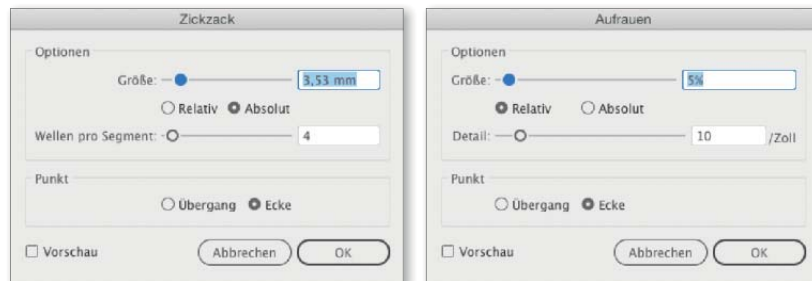 Zickzack
Optionen
Größe: 3,53 mm
Relativ Absolut
Wellen pro Segment: 4
Punkt
Übergang Ecke
Vorschau Abbrechen OK
Aufrauen
Optionen
Größe: 5%
Relativ Absolut
Detail: 10 /Zoll
Punkt
Übergang Ecke
Vorschau Abbrechen OK